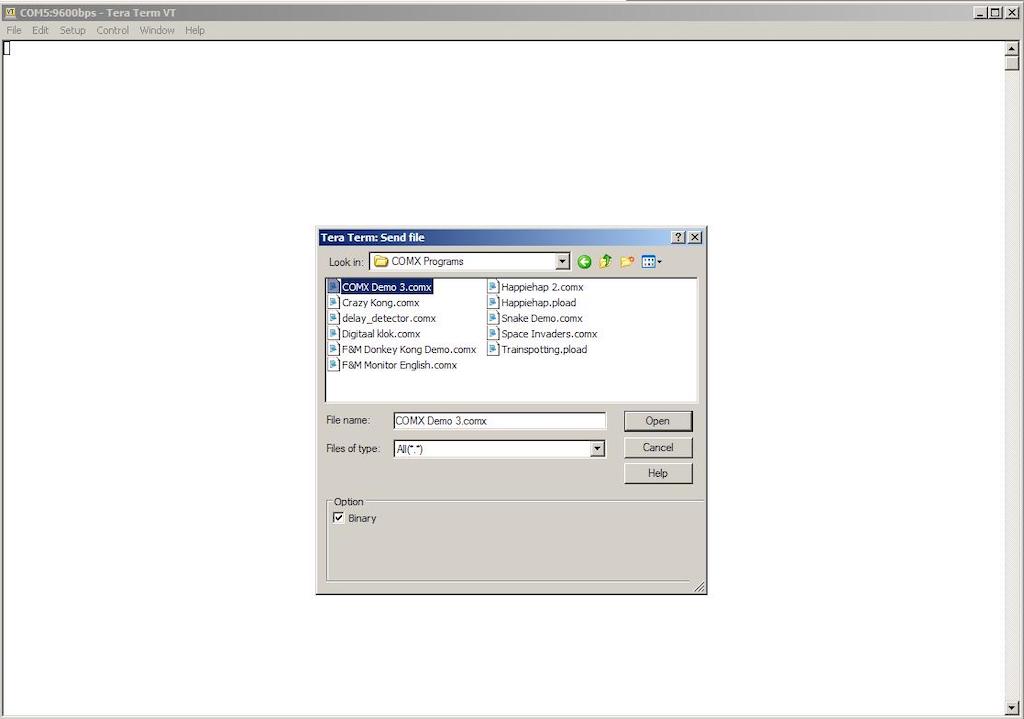 COM5:9600bps - Tera Term VT
File Edit Setup Control Window Help
Tera Term: Send file
Look in: COMX Programs
COMX Demo 3.comx
Crazy Kong.comx
delay_detector.comx
Digitaal klok.comx
F&M Donkey Kong Demo.comx
F&M Monitor English.comx
Happiehap 2.comx
Happiehap.pload
Snake Demo.comx
Space Invaders.comx
Trainspotting.pload
File name: COMX Demo 3.comx Open
Files of type: All(*.*) Cancel
Help
Option
Binary